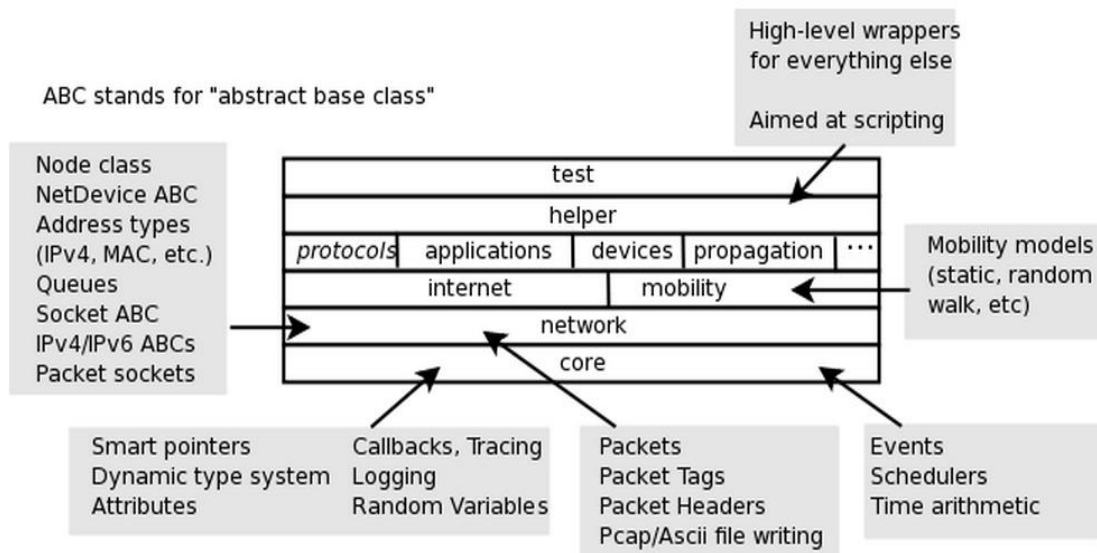 High-level wrappers
for everything else
Aimed at scripting
ABC stands for "abstract base class"
Node class
NetDevice ABC
Address types
(IPv4, MAC, etc.)
Queues
Socket ABC
IPv4/IPv6 ABCs
Packet sockets
test
helper
protocols applications devices propagation ...
internet mobility
network
core
Mobility models
(static, random
walk, etc)
Smart pointers
Dynamic type system
Attributes
Callbacks, Tracing
Logging
Random Variables
Packets
Packet Tags
Packet Headers
Pcap/Ascii file writing
Events
Schedulers
Time arithmetic